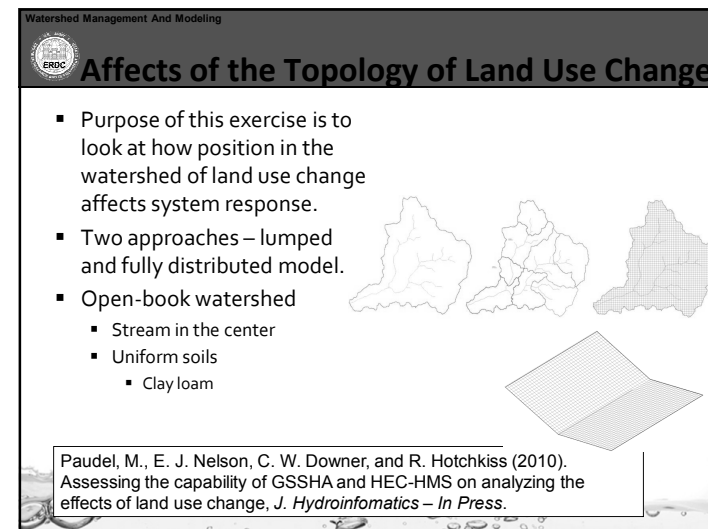 Watershed Management And Modeling
ERDC
Affects of the Topology of Land Use Change
▪ Purpose of this exercise is to
look at how position in the
watershed of land use change
affects system response.
▪ Two approaches – lumped
and fully distributed model.
▪ Open-book watershed
▪ Stream in the center
▪ Uniform soils
▪ Clay loam
Paudel, M., E. J. Nelson, C. W. Downer, and R. Hotchkiss (2010).
Assessing the capability of GSSHA and HEC-HMS on analyzing the
effects of land use change, J. Hydroinfomatics – In Press.